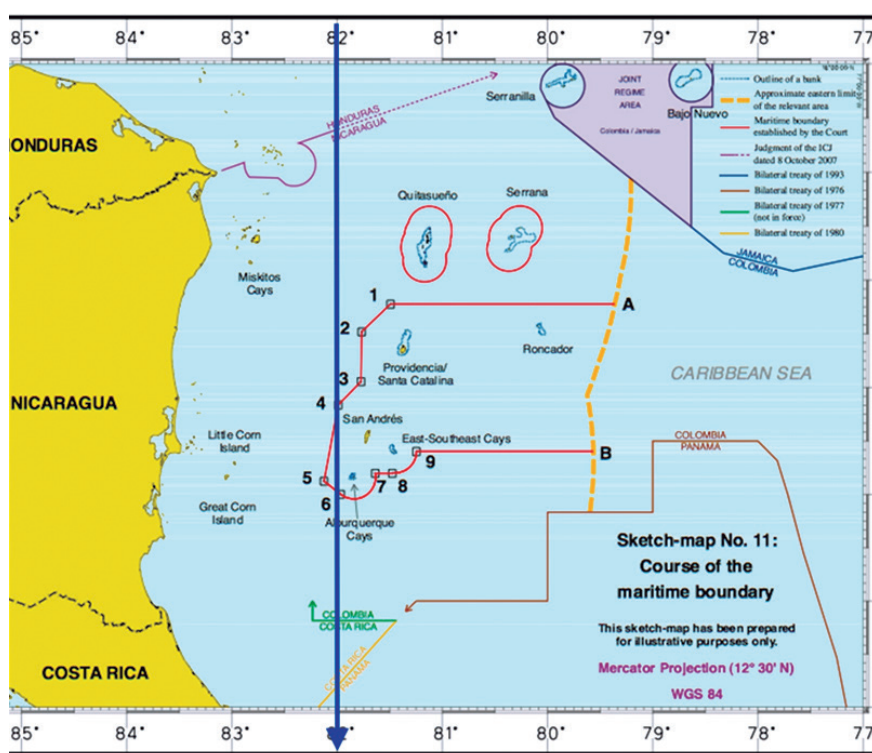 85° 84° 83° 82° 81° 80° 79° 78° 77°
Serranilla
JOINT
REGIME
AREA
Colombia / Jamaica
Bajo Nuevo
Outline of a bank
Approximate eastern limit
of the relevant area
Maritime boundary
established by the Court
Judgment of the ICJ
dated 8 October 2007
Bilateral treaty of 1993
Bilateral treaty of 1976
Bilateral treaty of 1977
(not in force)
Bilateral treaty of 1980
HONDURAS
NICARAGUA
ONDURAS
Quitasueño
Serrana
Miskitos
Cays
JAMAICA
COLOMBIA
1
A
2
Roncador
Providencia/
Santa Catalina
3
CARIBBEAN SEA
NICARAGUA
4
San Andrés
Little Corn
Island
East-Southeast Cays
COLOMBIA
PANAMA
9
B
5
7
8
6
Great Corn
Island
Alburquerque
Cays
Sketch-map No. 11:
Course of the
maritime boundary
COLOMBIA
COSTA RICA
This sketch-map has been prepared
for illustrative purposes only.
COSTA RICA
PANAMA
COSTA RICA
Mercator Projection (12° 30' N)
WGS 84
85° 84° 83° 82° 81° 80° 79° 78° 77